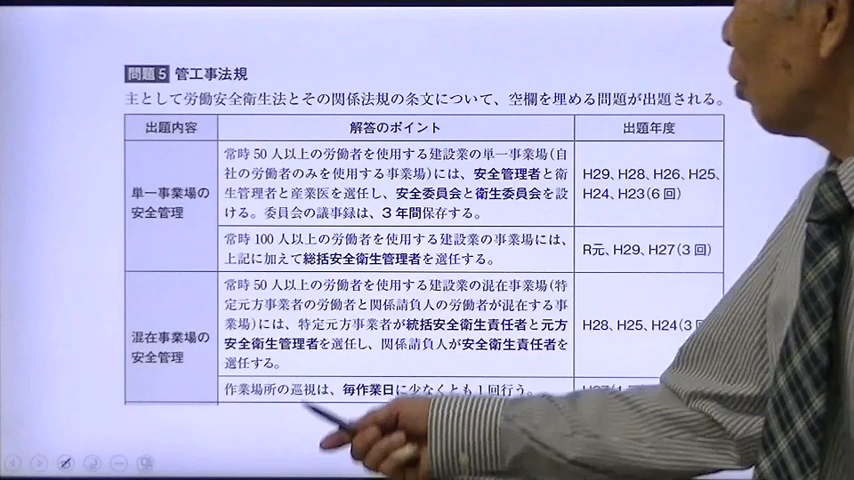 問題5 管工事法規
主として労働安全衛生法とその関係法規の条文について、空欄を埋める問題が出題される。
出題内容 解答のポイント 出題年度
単一事業場の
安全管理
常時50人以上の労働者を使用する建設業の単一事業場(自
社の労働者のみを使用する事業場)には、安全管理者と衛
生管理者と産業医を選任し、安全委員会と衛生委員会を設
ける。委員会の議事録は、3年間保存する。
H29、H28、H26、H25、
H24、H23(6回)
常時100人以上の労働者を使用する建設業の事業場には、
上記に加えて総括安全衛生管理者を選任する。
R元、H29、H27(3回)
混在事業場の
安全管理
常時50人以上の労働者を使用する建設業の混在事業場(特
定元方事業者の労働者と関係請負人の労働者が混在する事
業場)には、特定元方事業者が統括安全衛生責任者と元方
安全衛生管理者を選任し、関係請負人が安全衛生責任者を
選任する。
H28、H25、H24(3
作業場所の巡視は、毎作業日に少なくとも1回行う。